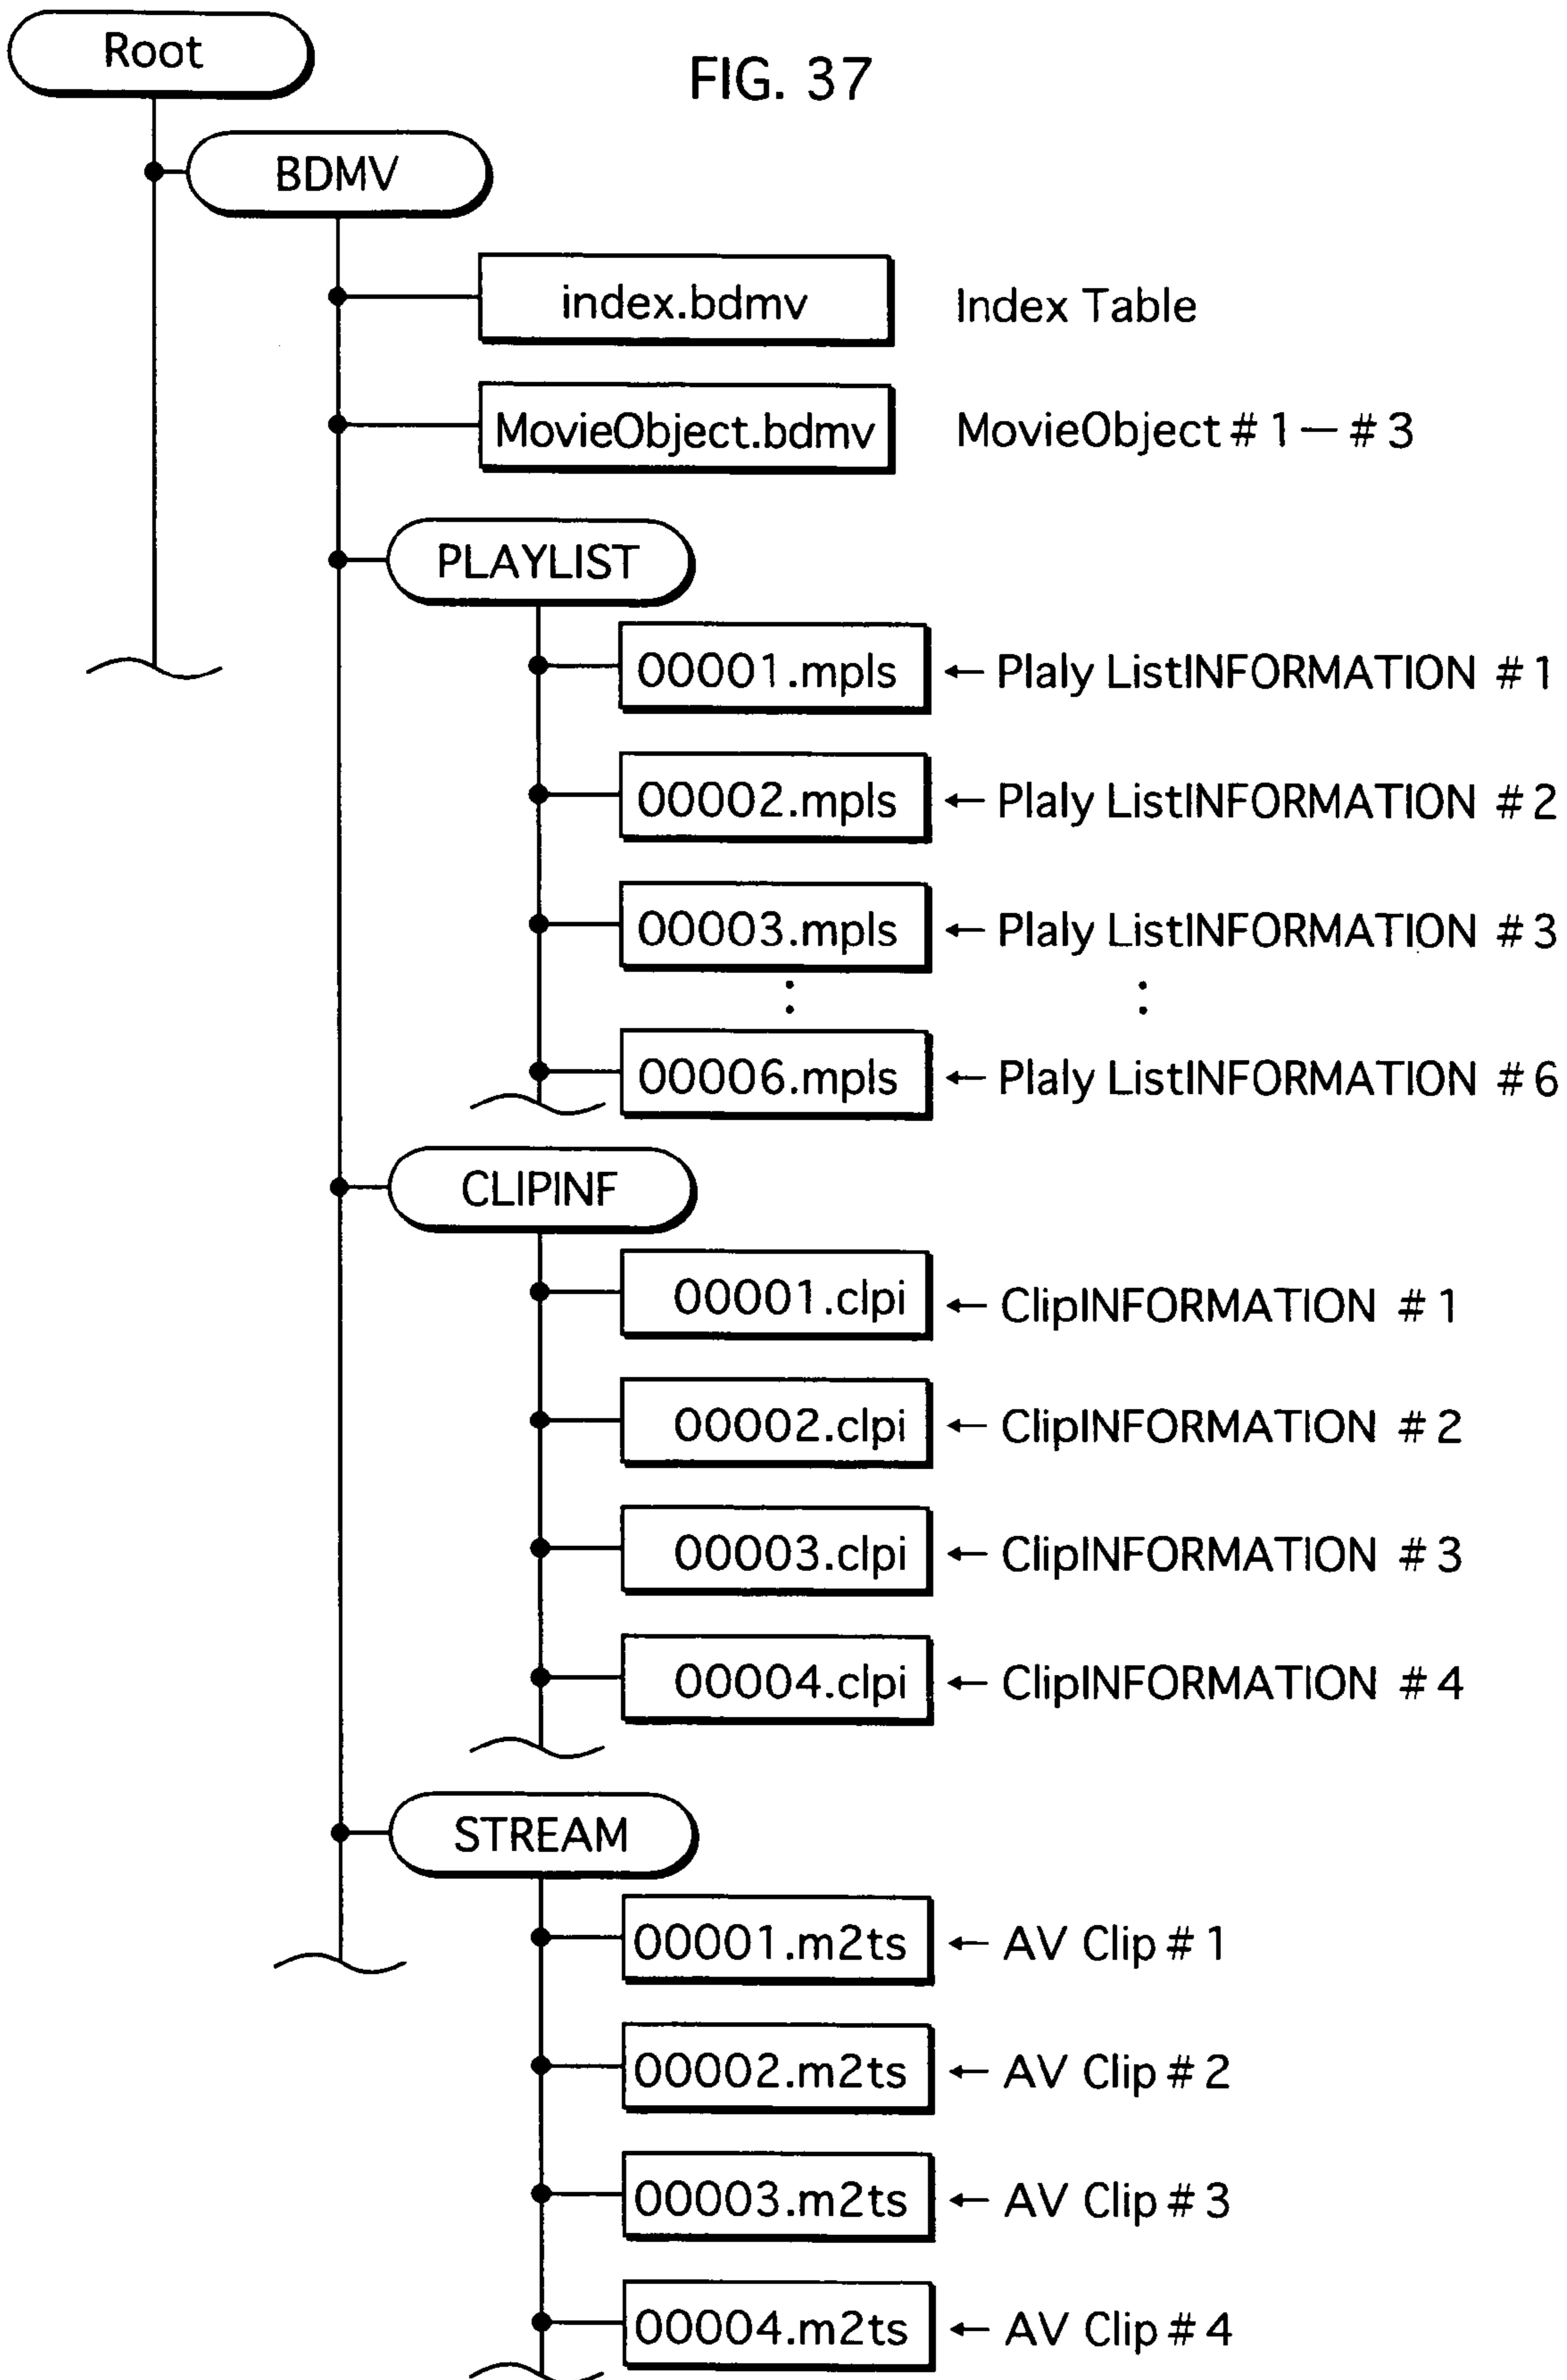 Root
FIG. 37
BDMV
index.bdmv Index Table
MovieObject.bdmv MovieObject # 1 — # 3
PLAYLIST
00001.mpls ← Plaly ListINFORMATION # 1
00002.mpls ← Plaly ListINFORMATION # 2
00003.mpls ← Plaly ListINFORMATION # 3
: :
00006.mpls ← Plaly ListINFORMATION # 6
CLIPINF
00001.clpi ← ClipINFORMATION # 1
00002.clpi ← ClipINFORMATION # 2
00003.clpi ← ClipINFORMATION # 3
00004.clpi ← ClipINFORMATION # 4
STREAM
00001.m2ts ← AV Clip # 1
00002.m2ts ← AV Clip # 2
00003.m2ts ← AV Clip # 3
00004.m2ts ← AV Clip # 4